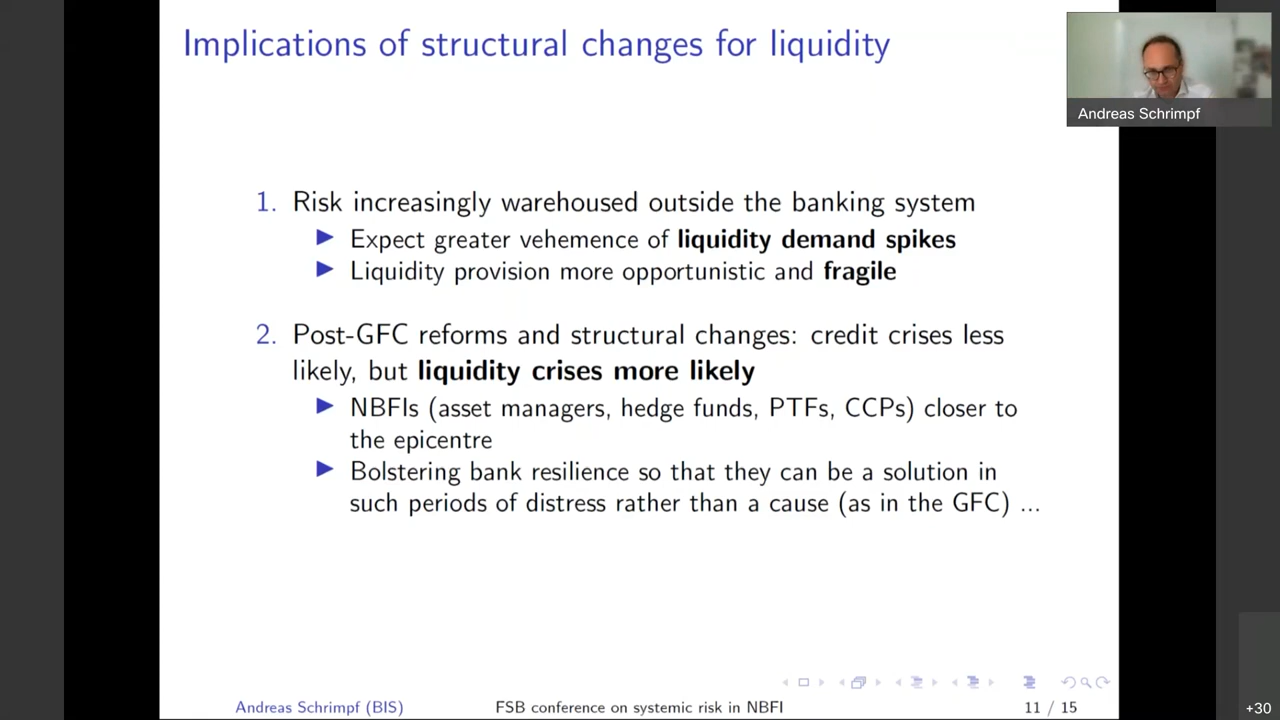 Implications of structural changes for liquidity
Andreas Schrimpf
1. Risk increasingly warehoused outside the banking system
Expect greater vehemence of liquidity demand spikes
Liquidity provision more opportunistic and fragile
2. Post-GFC reforms and structural changes: credit crises less
likely, but liquidity crises more likely
NBFIs (asset managers, hedge funds, PTFs, CCPs) closer to
the epicentre
Bolstering bank resilience so that they can be a solution in
such periods of distress rather than a cause (as in the GFC) ...
Andreas Schrimpf (BIS) FSB conference on systemic risk in NBFI 11 / 15
+30